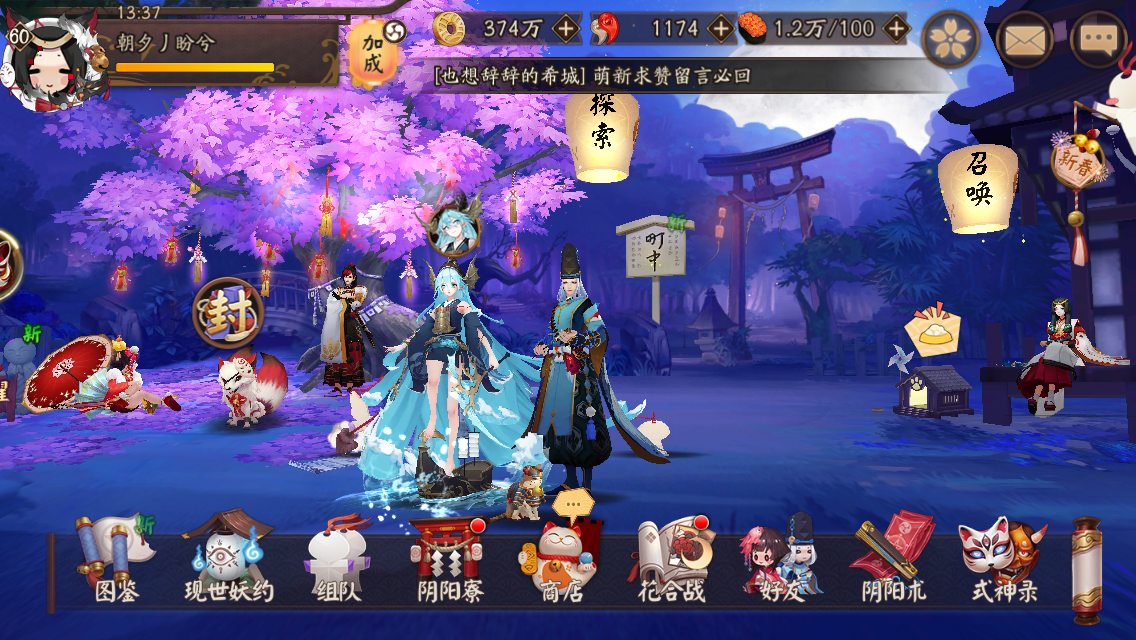 13:37
60
朝夕丿盼兮
加成
374万
1174
1.2万/100
[也想辞辞的希城] 萌新求赞留言必回
探索
召唤
新春
町中
新
封
新
新
图鉴
现世妖约
组队
阴阳寮
商店
花合战
好友
阴阳术
式神录